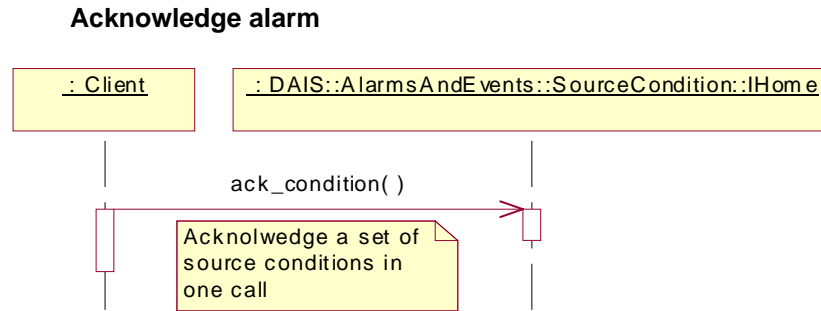 Acknowledge alarm
: Client
: DAIS::AlarmsAndEvents::SourceCondition::IHome
ack_condition( )
Acknolwedge a set of
source conditions in
one call